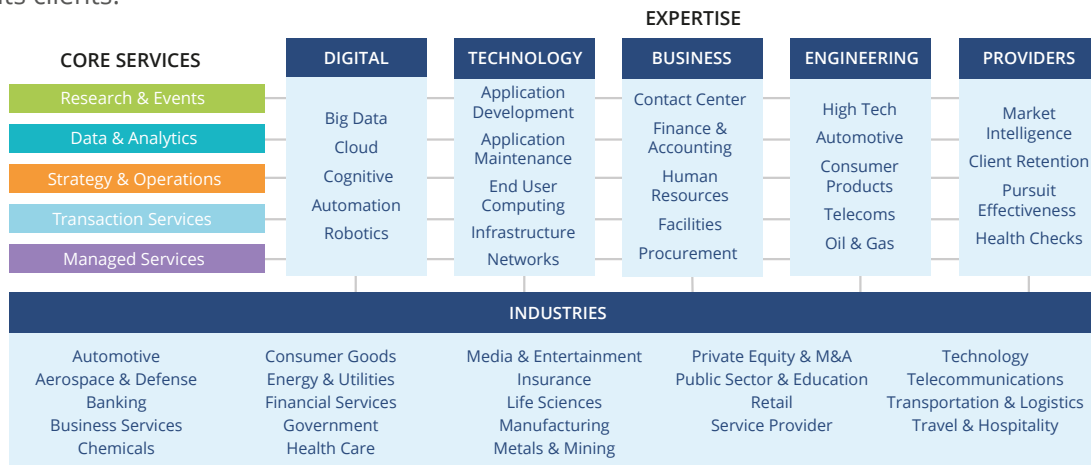 its clients.
EXPERTISE
CORE SERVICES
Research & Events
Data & Analytics
Strategy & Operations
Transaction Services
Managed Services
DIGITAL
Big Data
Cloud
Cognitive
Automation
Robotics
TECHNOLOGY
Application
Development
Application
Maintenance
End User
Computing
Infrastructure
Networks
BUSINESS
Contact Center
Finance &
Accounting
Human
Resources
Facilities
Procurement
ENGINEERING
High Tech
Automotive
Consumer
Products
Telecoms
Oil & Gas
PROVIDERS
Market
Intelligence
Client Retention
Pursuit
Effectiveness
Health Checks
INDUSTRIES
Automotive
Aerospace & Defense
Banking
Business Services
Chemicals
Consumer Goods
Energy & Utilities
Financial Services
Government
Health Care
Media & Entertainment
Insurance
Life Sciences
Manufacturing
Metals & Mining
Private Equity & M&A
Public Sector & Education
Retail
Service Provider
Technology
Telecommunications
Transportation & Logistics
Travel & Hospitality